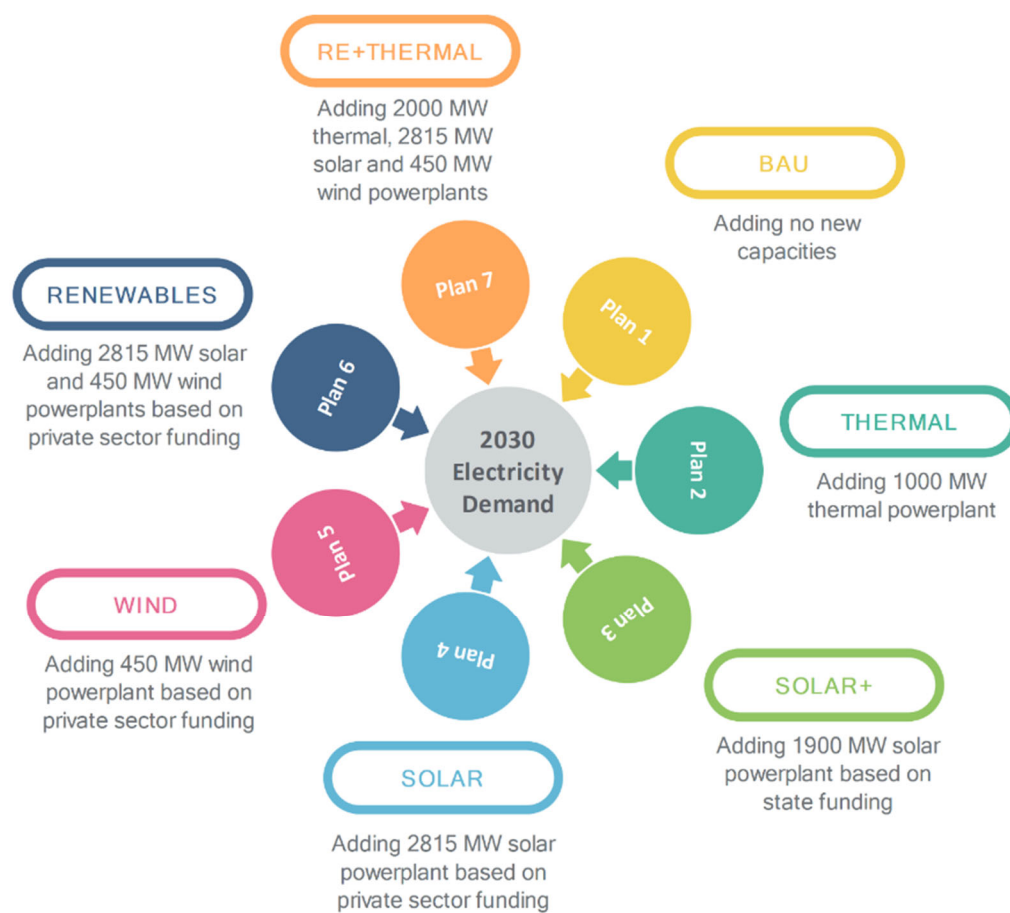 RE+THERMAL
Adding 2000 MW
thermal, 2815 MW
solar and 450 MW
wind powerplants
BAU
Adding no new
capacities
Plan 7
Plan 1
RENEWABLES
Adding 2815 MW solar
and 450 MW wind
powerplants based on
private sector funding
Plan 6
2030
Electricity
Demand
Plan 2
THERMAL
Adding 1000 MW
thermal powerplant
Plan 5
WIND
Adding 450 MW wind
powerplant based on
private sector funding
Plan 4
Plan 3
SOLAR+
Adding 1900 MW solar
powerplant based on
state funding
SOLAR
Adding 2815 MW solar
powerplant based on
private sector funding